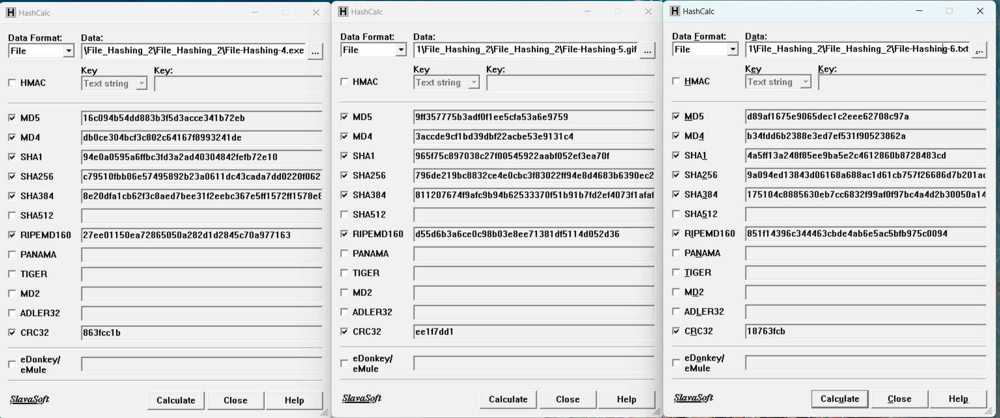 HashCalc
Data Format: Data:
File \File_Hashing_2\File_Hashing_2\File-Hashing-4.exe ...
Key Key:
HMAC Text string
MD5 16c094b54dd883b3f5d3acce341b72eb
MD4 db0ce304bcf3c802c64167f8993241de
SHA1 94e0a0595a6ffbc3fd3a2ad40304842fefb72e10
SHA256 c79510fbb06e57495892b23a0611dc43cada7dd0220f062
SHA384 8e20dfa1cb62f3c8aed7bee31f2eebc367e5ff1572ff1578e8
SHA512
RIPEMD160 27ee01150ea72865050a282d1d2845c70a977163
PANAMA
TIGER
MD2
ADLER32
CRC32 863fcc1b
eDonkey/
eMule
SlavaSoft Calculate Close Help
HashCalc
Data Format: Data:
File 1\File_Hashing_2\File_Hashing_2\File-Hashing-5.gif ...
Key Key:
HMAC Text string
MD5 9ff357775b3adf0f1ee5cfa53a6e9759
MD4 3accde9cf1bd39dbf22acbe53e9131c4
SHA1 965f75c897038c27f00545922aabf052ef3ea70f
SHA256 796de219bc8832ce4e0cbc3f83022ff94e8d4683b6390ec2
SHA384 811207674f9afc9b94b62533370f51b91b7fd2ef4073f1afaf
SHA512
RIPEMD160 d55d6b3a6ce0c98b03e8ee71381df5114d052d36
PANAMA
TIGER
MD2
ADLER32
CRC32 ee1f7dd1
eDonkey/
eMule
SlavaSoft Calculate Close Help
HashCalc
Data Format: Data:
File 1\File_Hashing_2\File_Hashing_2\File-Hashing-6.txt ...
Key Key:
HMAC Text string
MD5 d89af1675e9065dec1c2eee62708c97a
MD4 b34fdd6b2388e3ed7ef531f90523862a
SHA1 4a5ff13a248f85ee9ba5e2c4612860b8728483cd
SHA256 9a094ed13843d06168a688ac1d61cb757f26686d7b201ac
SHA384 175104c8885630eb7cc6832f99af0f97bc4a4d2b30050a14
SHA512
RIPEMD160 851f14396c344463cbde4ab6e5ac5bfb975c0094
PANAMA
TIGER
MD2
ADLER32
CRC32 18763fcb
eDonkey/
eMule
SlavaSoft Calculate Close Help